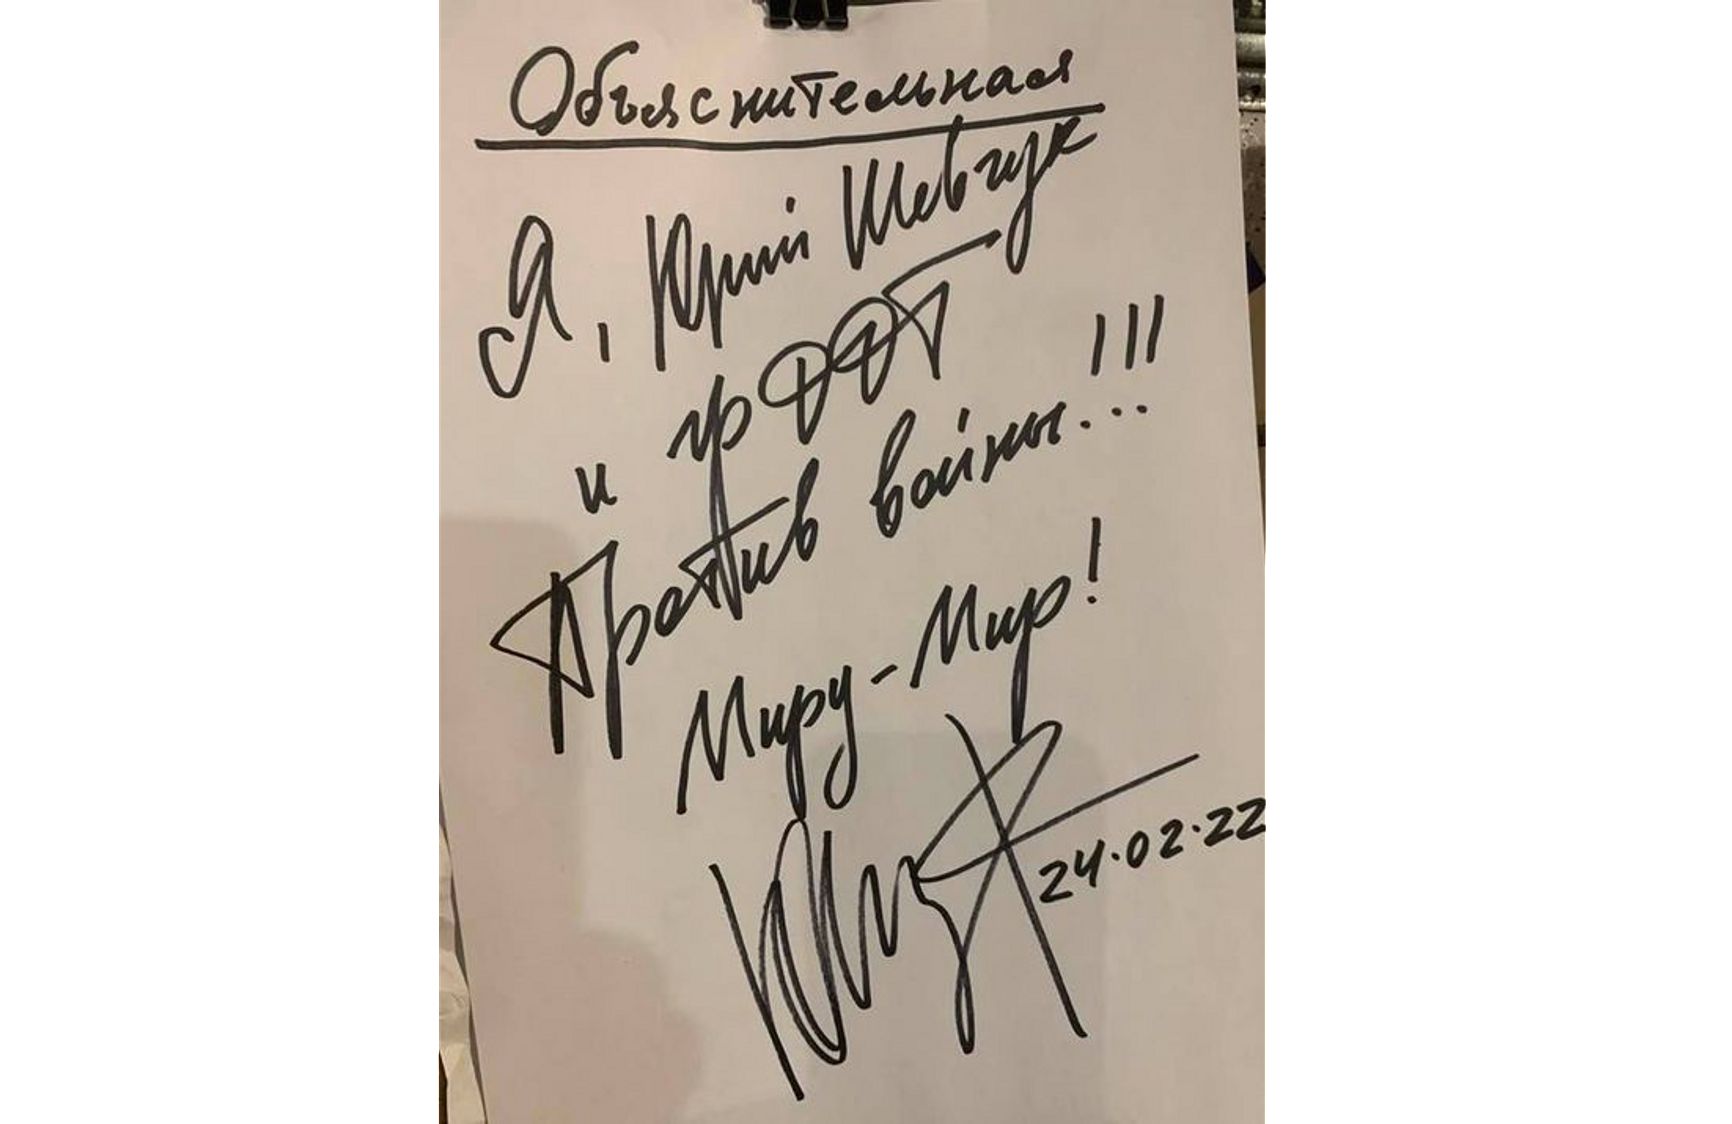 Объяснительная
Я, Юрий Шевчук
и гр ДДТ
Против войны...!!!
Миру-Мир!
24.02.22